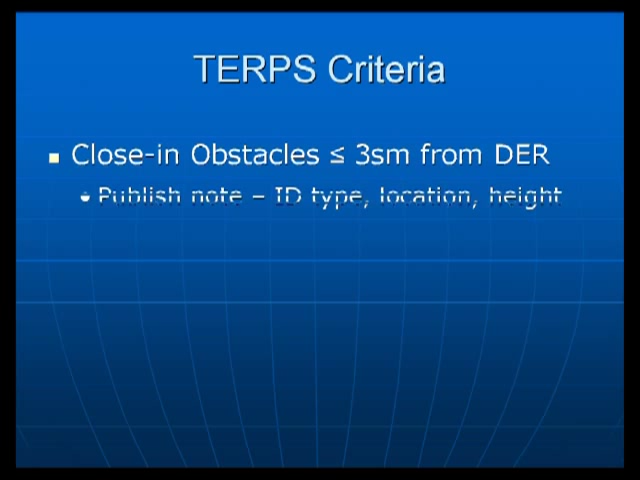 TERPS Criteria
Close-in Obstacles ≤ 3sm from DER
Publish note – ID type, location, height